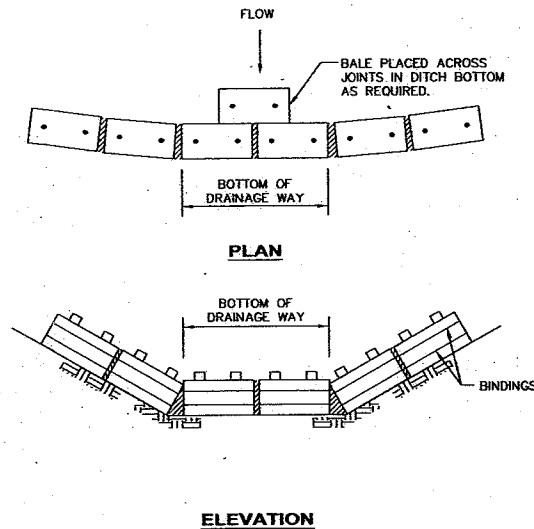 FLOW
BALE PLACED ACROSS
JOINTS IN DITCH BOTTOM
AS REQUIRED.
BOTTOM OF
DRAINAGE WAY
PLAN
BOTTOM OF
DRAINAGE WAY
BINDINGS
ELEVATION